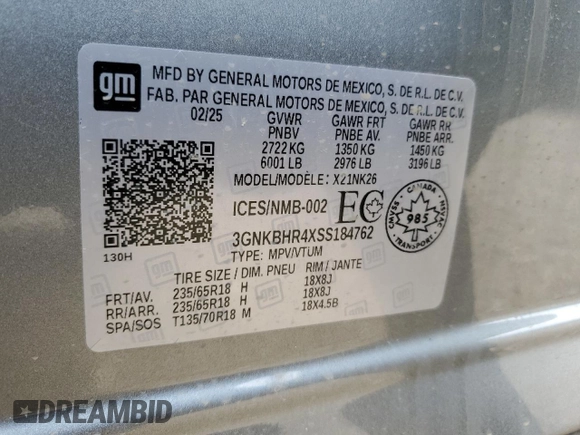 gm
MFD BY GENERAL MOTORS DE MEXICO, S. DE R.L. DE C.V.
FAB. PAR GENERAL MOTORS DE MEXICO, S. DE R.L. DE C.V.
02/25 GVWR GAWR FRT GAWR RR
PNBV PNBE AV. PNBE ARR.
2722 KG 1350 KG 1450 KG
6001 LB 2976 LB 3196 LB
MODEL/MODÈLE: X21NK26
ICES/NMB-002 EC
CANADA
985
CMVSS NSVAC
3GNKBHR4XSS184762
TYPE: MPV/VTUM
130H
TIRE SIZE / DIM. PNEU RIM / JANTE
FRT/AV. 235/65R18 H 18X8J
RR/ARR. 235/65R18 H 18X8J
SPA/SOS T135/70R18 M 18X4.5B
DREAMBID